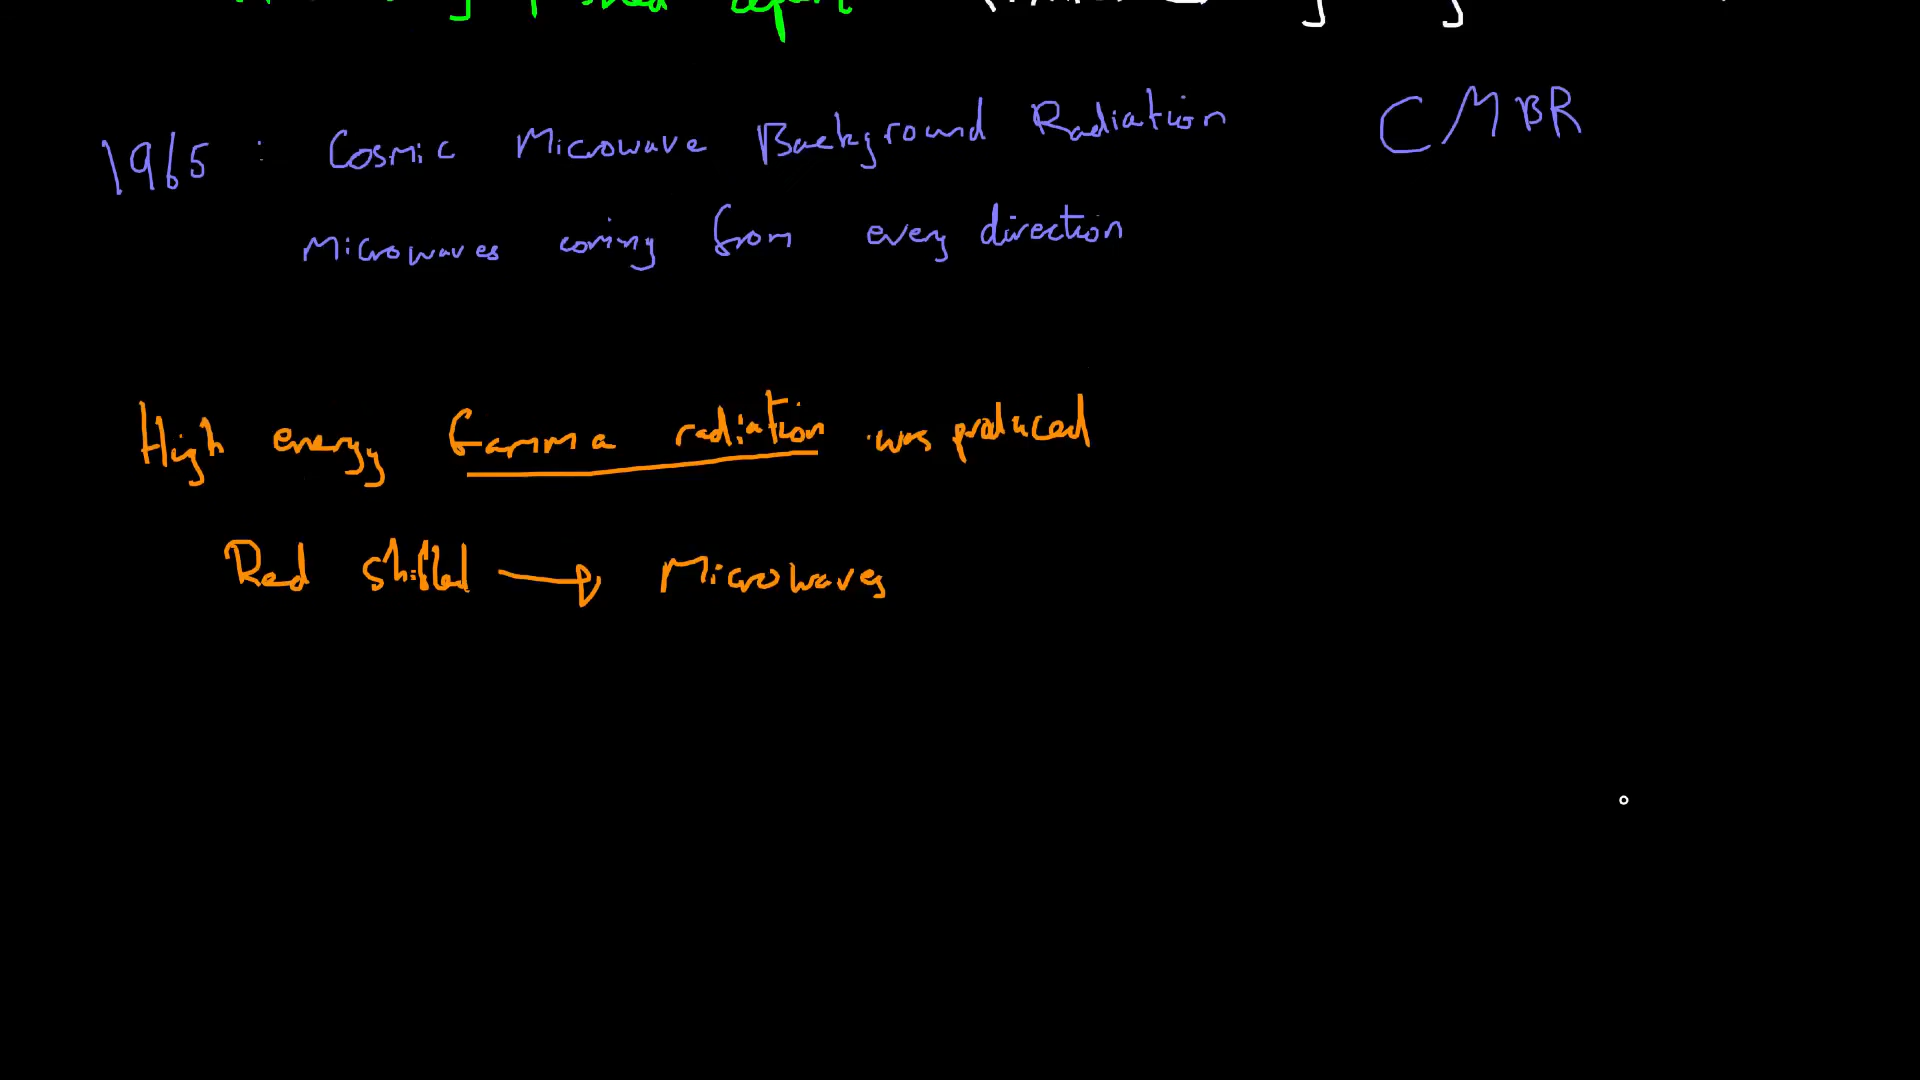 1965 : Cosmic Microwave Background Radiation CMBR
Microwaves coming from every direction
High energy Gamma radiation was produced
Red shifted → Microwaves